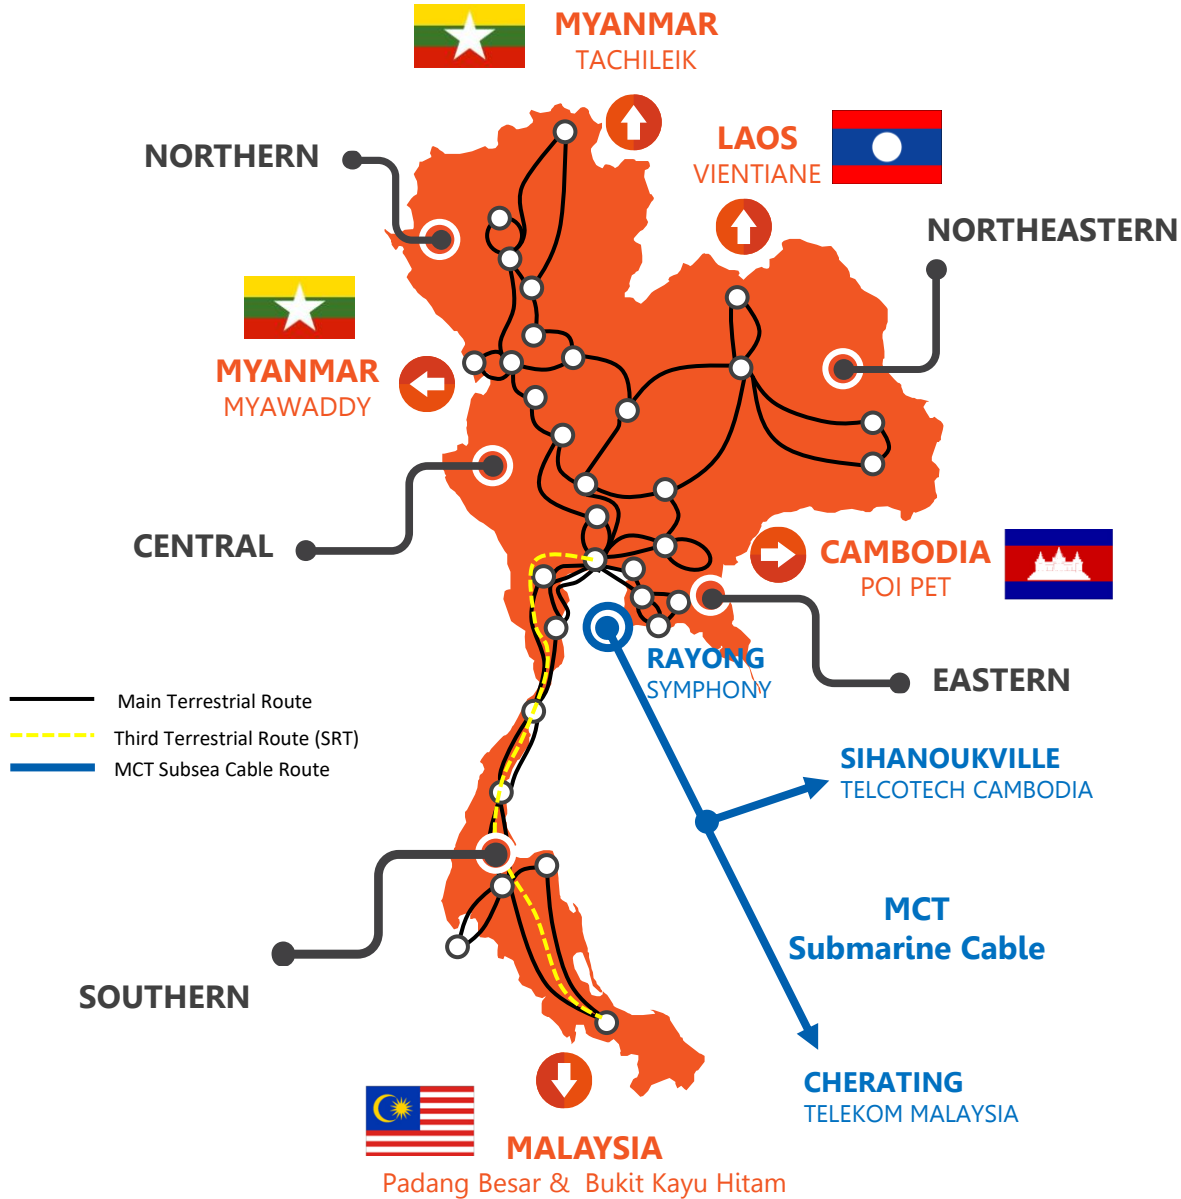 MYANMAR
TACHILEIK
LAOS
VIENTIANE
NORTHERN
NORTHEASTERN
MYANMAR
MYAWADDY
CENTRAL
CAMBODIA
POI PET
RAYONG
SYMPHONY
EASTERN
Main Terrestrial Route
Third Terrestrial Route (SRT)
MCT Subsea Cable Route
SIHANOUKVILLE
TELCOTECH CAMBODIA
MCT
Submarine Cable
SOUTHERN
CHERATING
TELEKOM MALAYSIA
MALAYSIA
Padang Besar & Bukit Kayu Hitam